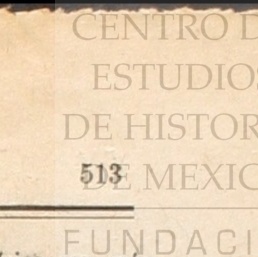 CENTRO D
ESTUDIOS
DE HISTOR
513
DE MEXIC
FUNDACI